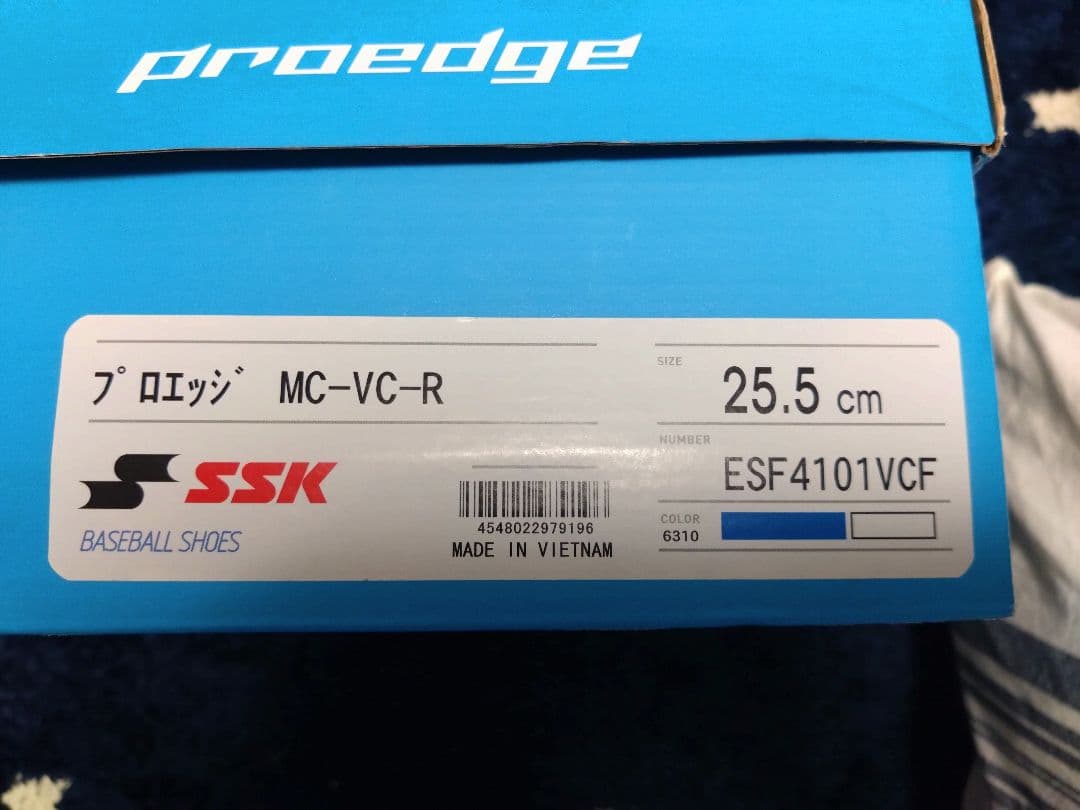 proedge
ﾌﾟﾛｴｯｼﾞ MC-VC-R
SIZE
25.5 cm
SSK
BASEBALL SHOES
4548022979196
MADE IN VIETNAM
NUMBER
ESF4101VCF
COLOR
6310